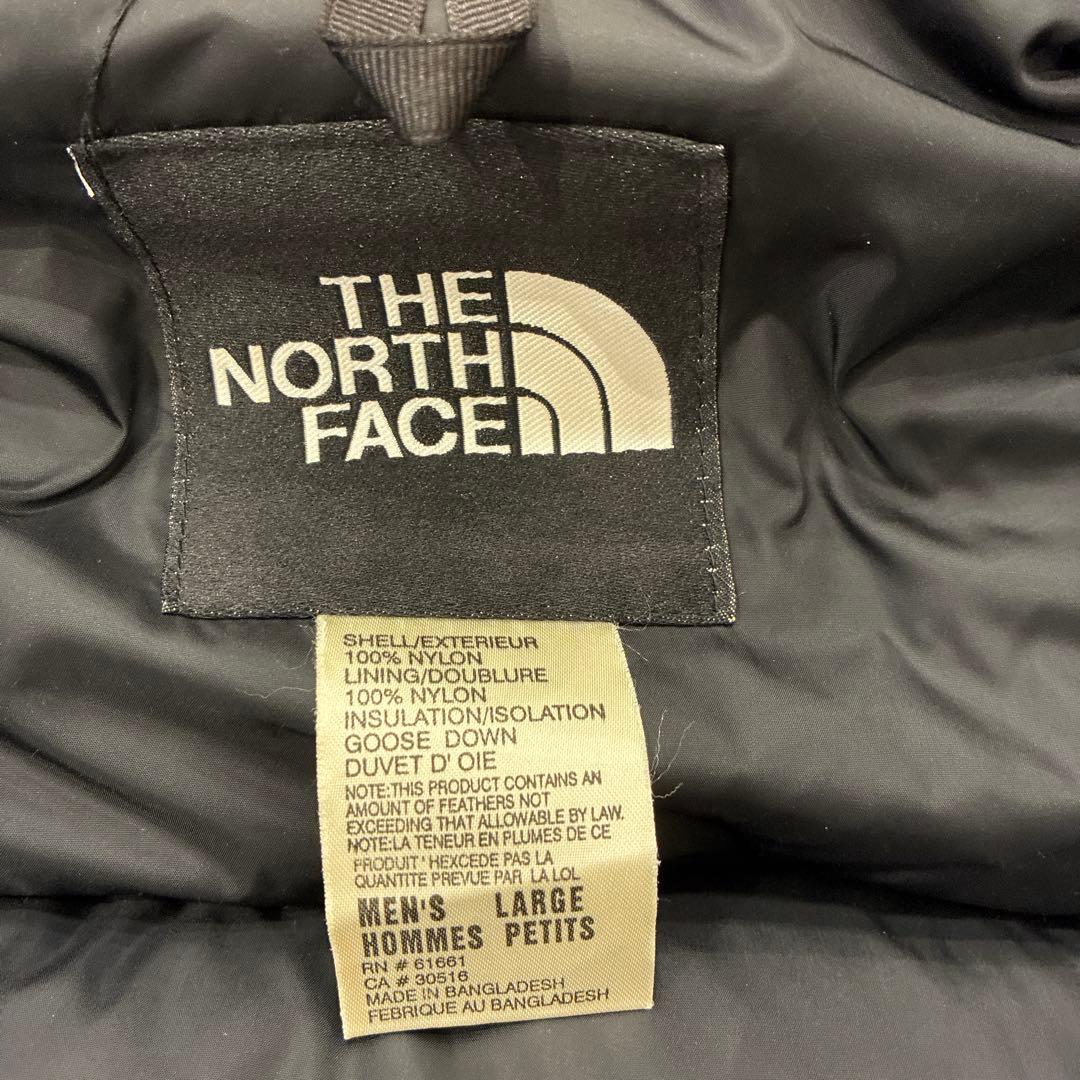 THE
NORTH
FACE
SHELL/EXTERIEUR
100% NYLON
LINING/DOUBLURE
100% NYLON
INSULATION/ISOLATION
GOOSE DOWN
DUVET D' OIE
NOTE:THIS PRODUCT CONTAINS AN
AMOUNT OF FEATHERS NOT
EXCEEDING THAT ALLOWABLE BY LAW.
NOTE:LA TENEUR EN PLUMES DE CE
PRODUIT ' HEXCEDE PAS LA
QUANTITE PREVUE PAR LA LOL
MEN'S LARGE
HOMMES PETITS
RN # 61661
CA # 30516
MADE IN BANGLADESH
FEBRIQUE AU BANGLADESH